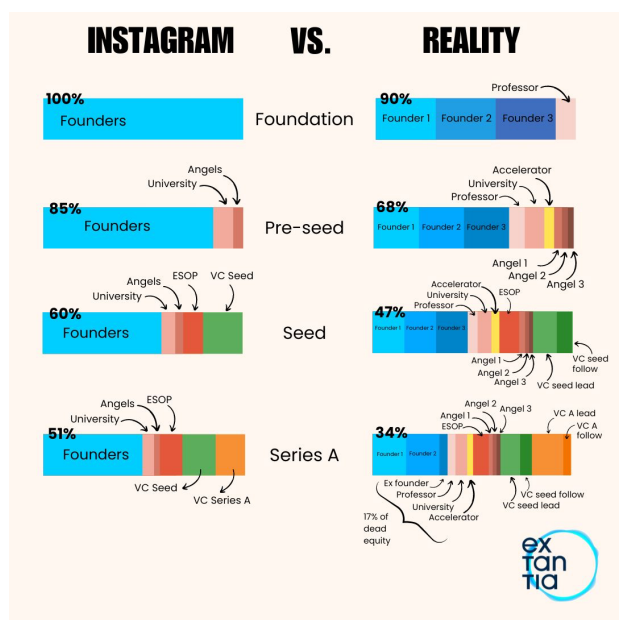 INSTAGRAM VS. REALITY
100%
Founders
Foundation
Professor
90%
Founder 1 Founder 2 Founder 3
Angels
University
85%
Founders
Pre-seed
Accelerator
University
Professor
68%
Founder 1 Founder 2 Founder 3
Angel 1
Angel 2
Angel 3
Angels ESOP VC Seed
University
60%
Founders
Seed
Accelerator
University ESOP
Professor
47%
Founder 1 Founder 2 Founder 3
Angel 1
Angel 2
Angel 3
VC seed lead
VC seed
follow
Angels ESOP
University
51%
Founders
VC Seed
VC Series A
Series A
Angel 2
Angel 1 Angel 3
ESOP
VC A lead
VC A
follow
34%
Founder 1 Founder 2
Ex founder
Professor
University
Accelerator
VC seed follow
VC seed lead
17% of
dead
equity
ex
tan
tia